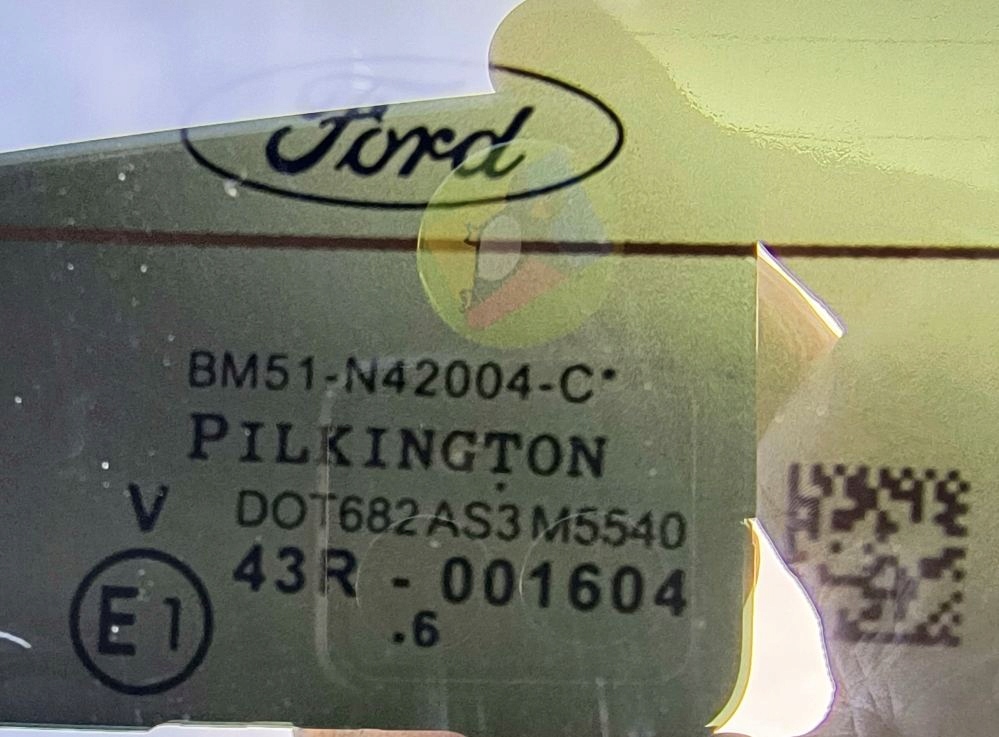 Ford
BM51-N42004-C*
PILKINGTON
V DOT682AS3M5540
E1 43R - 001604
.6